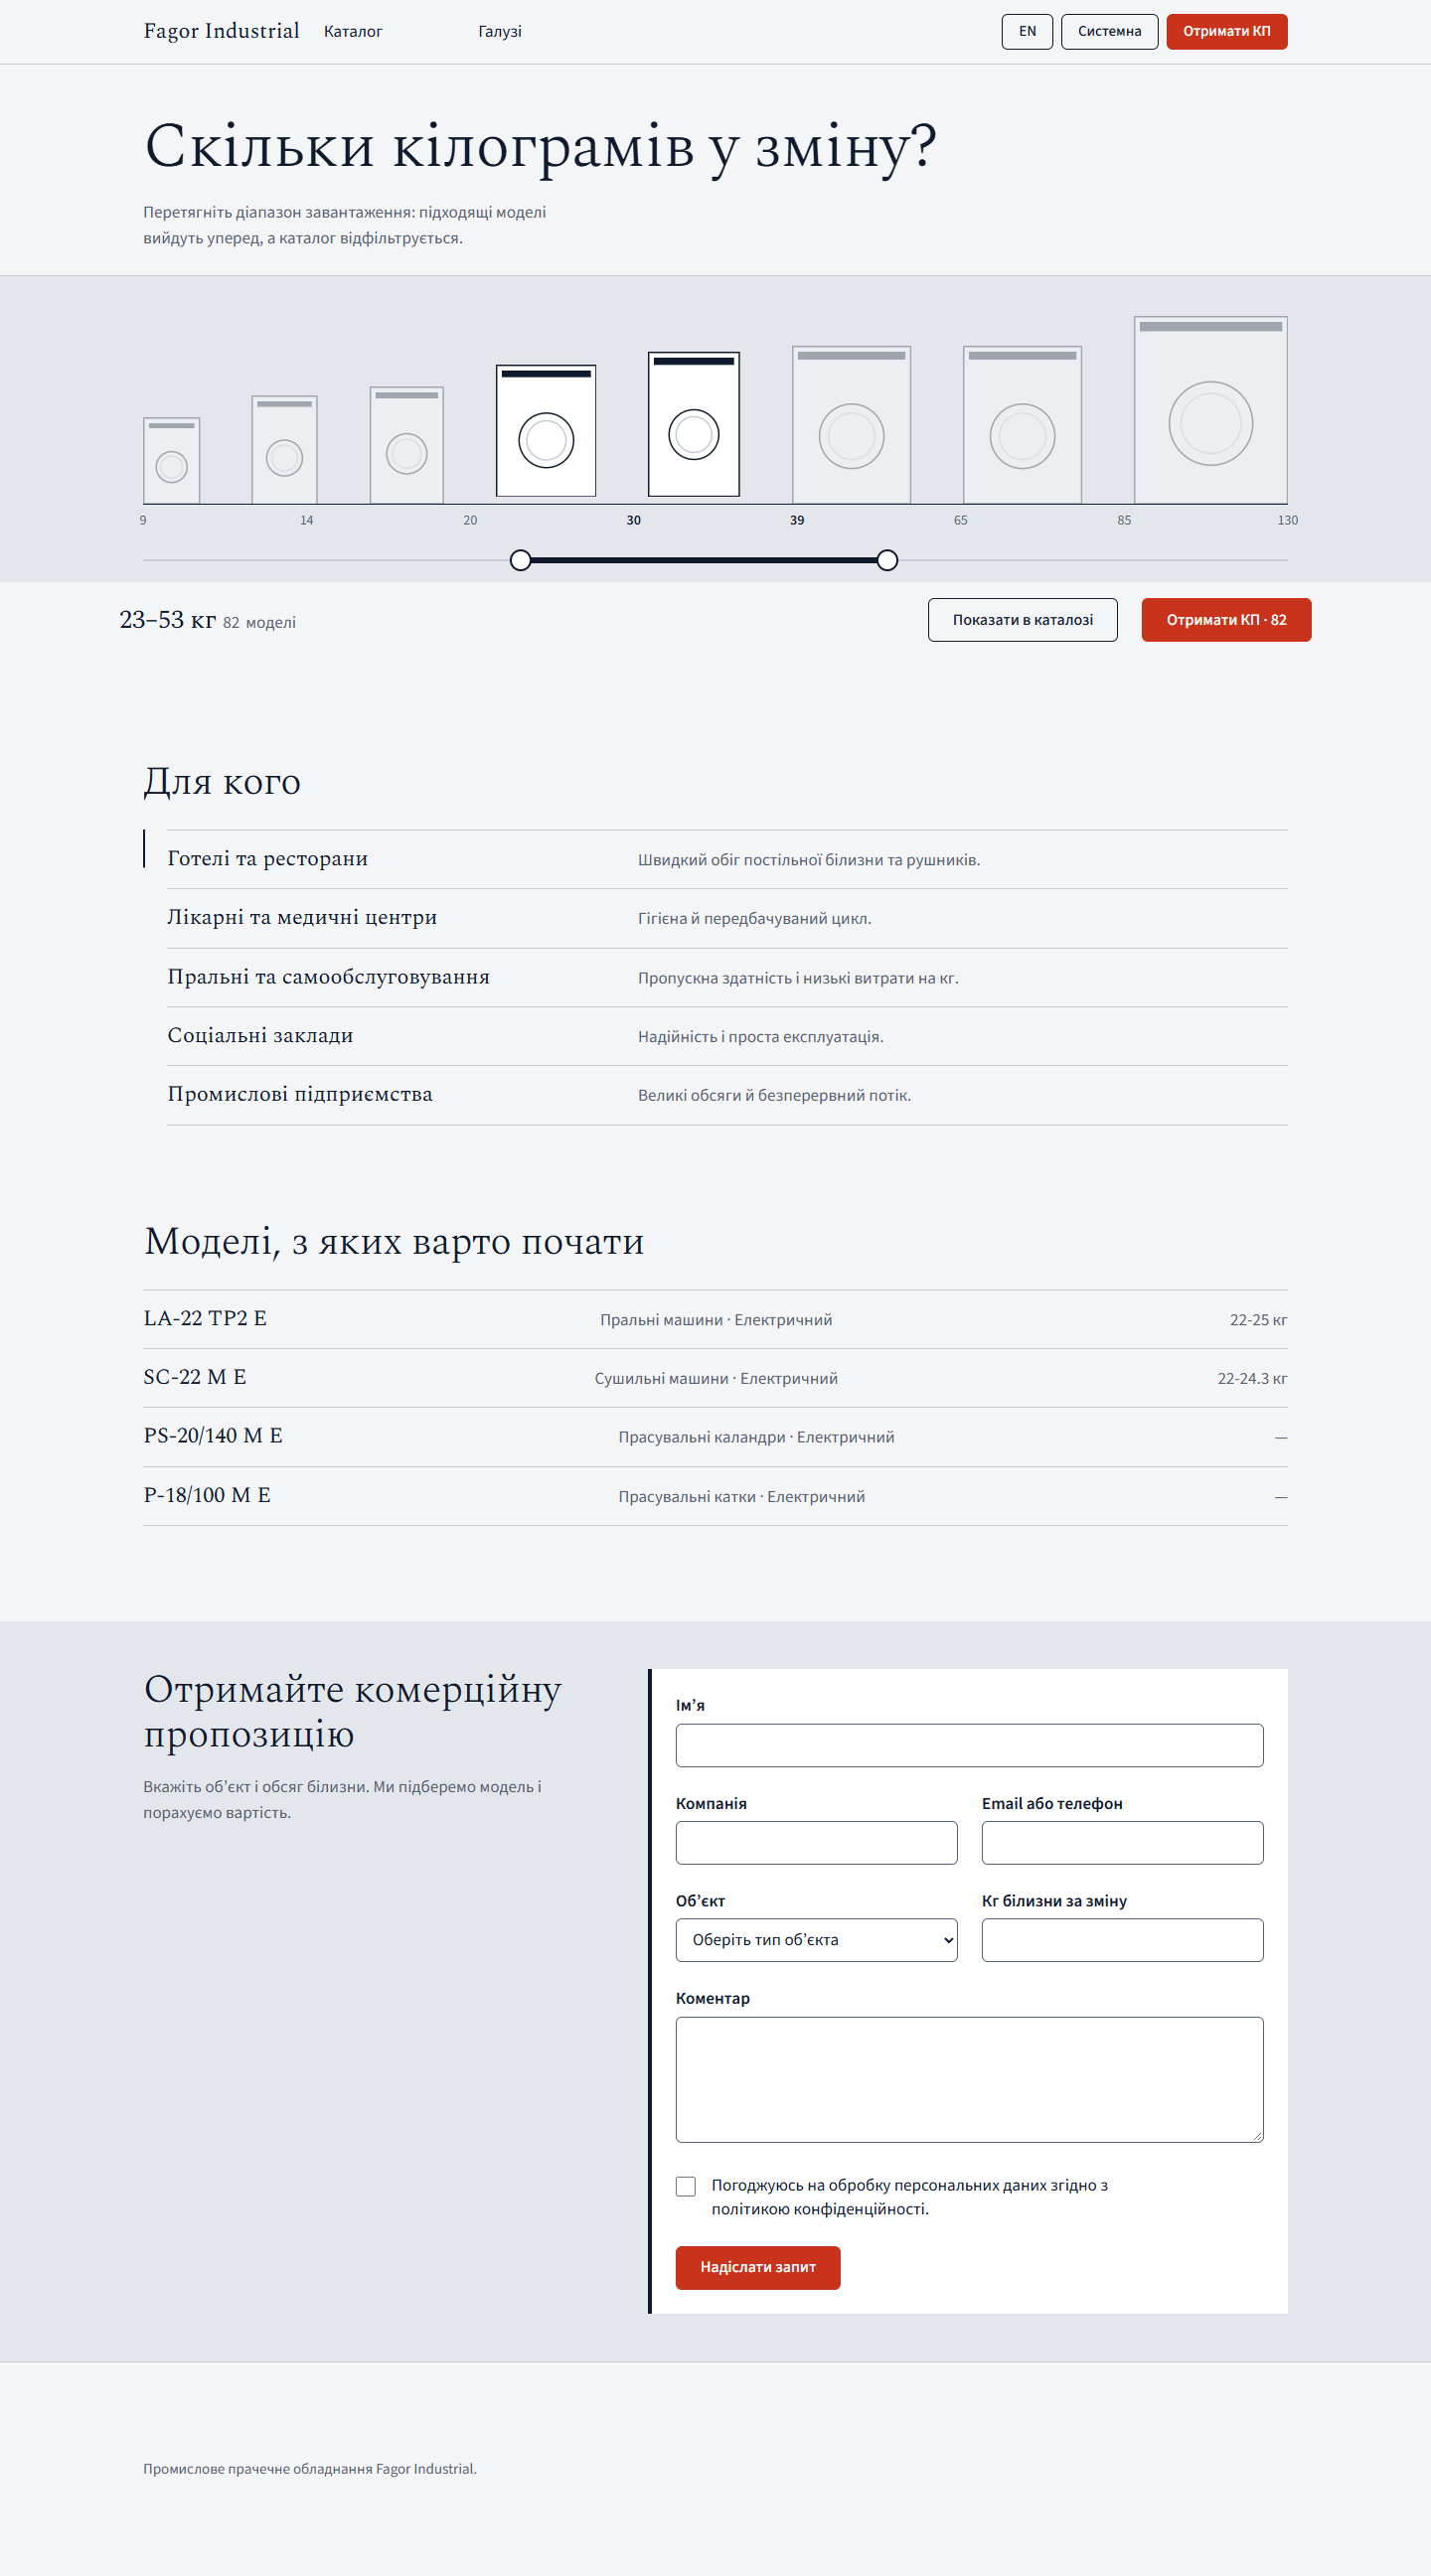 Fagor Industrial Каталог Галузі EN Системна Отримати КП
Скільки кілограмів у зміну?
Перетягніть діапазон завантаження: підходящі моделі
вийдуть уперед, а каталог відфільтрується.
9 14 20 30 39 65 85 130
23–53 кг 82 моделі Показати в каталозі Отримати КП · 82
Для кого
Готелі та ресторани Швидкий обіг постільної білизни та рушників.
Лікарні та медичні центри Гігієна й передбачуваний цикл.
Пральні та самообслуговування Пропускна здатність і низькі витрати на кг.
Соціальні заклади Надійність і проста експлуатація.
Промислові підприємства Великі обсяги й безперервний потік.
Моделі, з яких варто почати
LA-22 TP2 E Пральні машини · Електричний 22-25 кг
SC-22 M E Сушильні машини · Електричний 22-24.3 кг
PS-20/140 M E Прасувальні каландри · Електричний —
P-18/100 M E Прасувальні катки · Електричний —
Отримайте комерційну
пропозицію
Вкажіть об’єкт і обсяг білизни. Ми підберемо модель і
порахуємо вартість.
Ім’я
Компанія Email або телефон
Об’єкт Кг білизни за зміну
Оберіть тип об’єкта
Коментар
Погоджуюсь на обробку персональних даних згідно з
політикою конфіденційності.
Надіслати запит
Промислове прачечне обладнання Fagor Industrial.